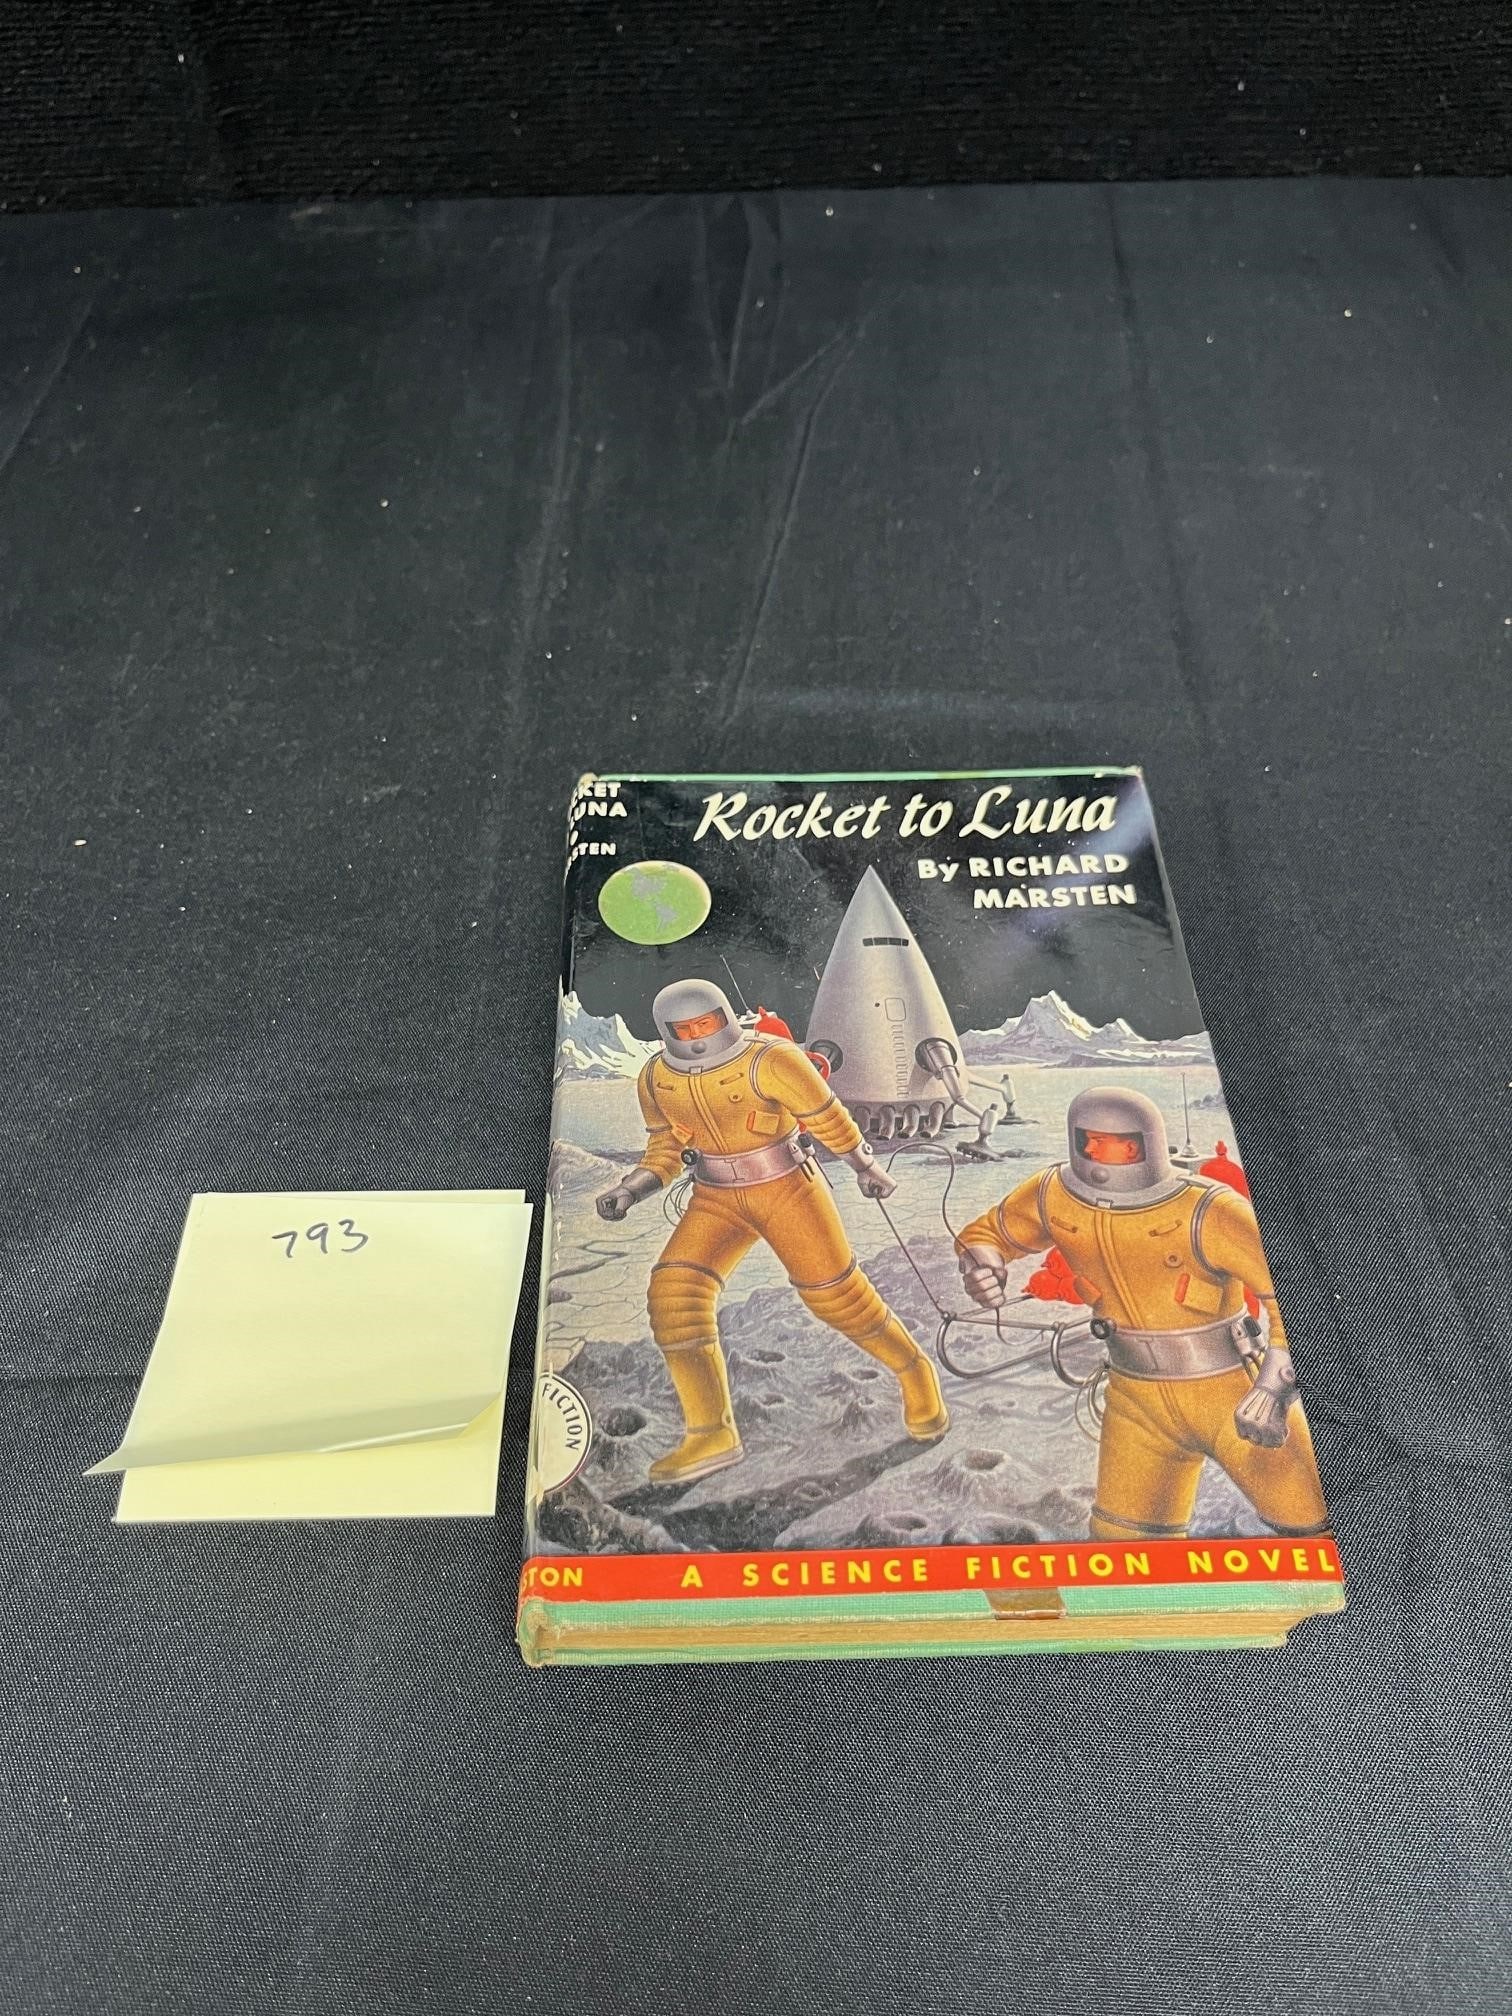 Rocket to Luna
By RICHARD
MARSTEN
KET
UNA
STEN
793
FICTION
STON
A SCIENCE FICTION NOVEL